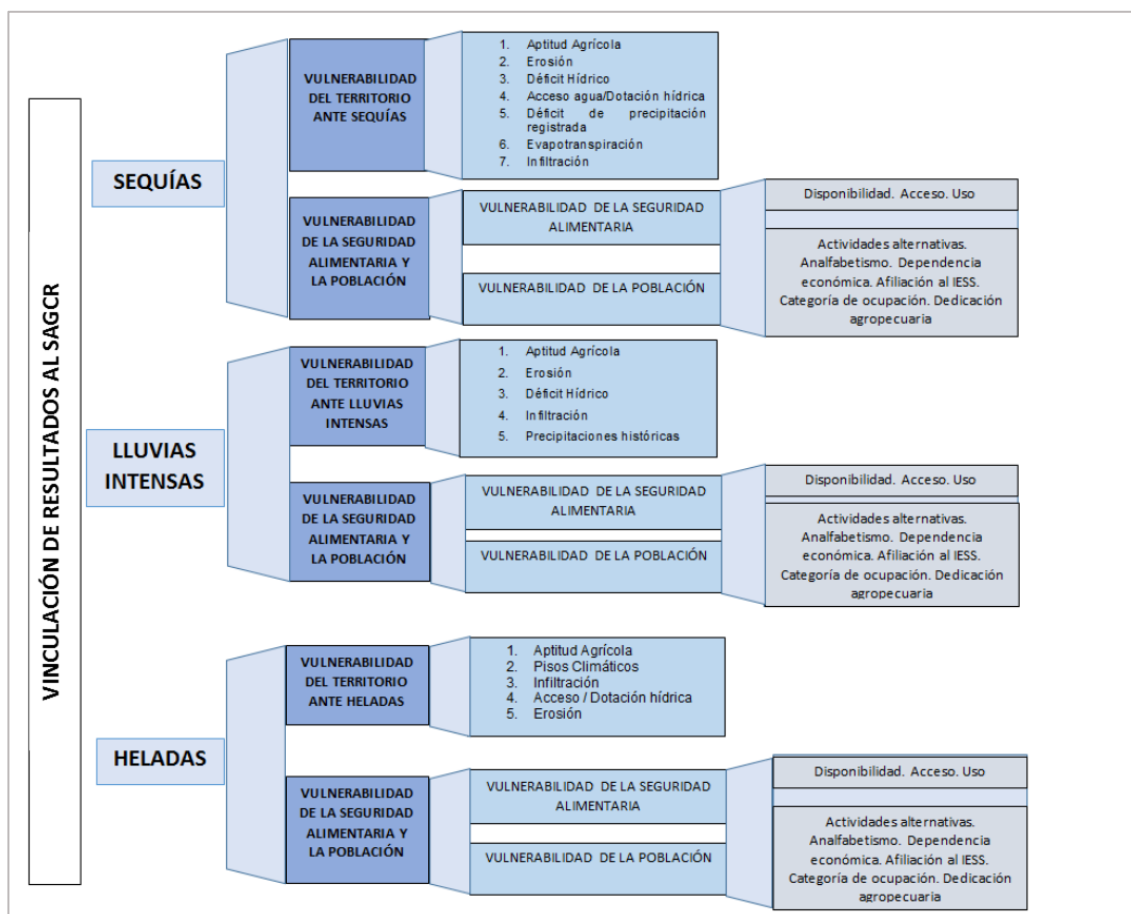 VINCULACIÓN DE RESULTADOS AL SAGCR
SEQUÍAS
VULNERABILIDAD
DEL TERRITORIO
ANTE SEQUÍAS
1. Aptitud Agrícola
2. Erosión
3. Déficit Hídrico
4. Acceso agua/Dotación hídrica
5. Déficit de precipitación
registrada
6. Evapotranspiración
7. Infiltración
VULNERABILIDAD
DE LA SEGURIDAD
ALIMENTARIA Y
LA POBLACIÓN
VULNERABILIDAD DE LA SEGURIDAD
ALIMENTARIA
VULNERABILIDAD DE LA POBLACIÓN
Disponibilidad. Acceso. Uso
Actividades alternativas.
Analfabetismo. Dependencia
económica. Afiliación al IESS.
Categoría de ocupación. Dedicación
agropecuaria
LLUVIAS
INTENSAS
VULNERABILIDAD
DEL TERRITORIO
ANTE LLUVIAS
INTENSAS
1. Aptitud Agrícola
2. Erosión
3. Déficit Hídrico
4. Infiltración
5. Precipitaciones históricas
VULNERABILIDAD
DE LA SEGURIDAD
ALIMENTARIA Y
LA POBLACIÓN
VULNERABILIDAD DE LA SEGURIDAD
ALIMENTARIA
VULNERABILIDAD DE LA POBLACIÓN
Disponibilidad. Acceso. Uso
Actividades alternativas.
Analfabetismo. Dependencia
económica. Afiliación al IESS.
Categoría de ocupación. Dedicación
agropecuaria
HELADAS
VULNERABILIDAD
DEL TERRITORIO
ANTE HELADAS
1. Aptitud Agrícola
2. Pisos Climáticos
3. Infiltración
4. Acceso / Dotación hídrica
5. Erosión
VULNERABILIDAD
DE LA SEGURIDAD
ALIMENTARIA Y
LA POBLACIÓN
VULNERABILIDAD DE LA SEGURIDAD
ALIMENTARIA
VULNERABILIDAD DE LA POBLACIÓN
Disponibilidad. Acceso. Uso
Actividades alternativas.
Analfabetismo. Dependencia
económica. Afiliación al IESS.
Categoría de ocupación. Dedicación
agropecuaria